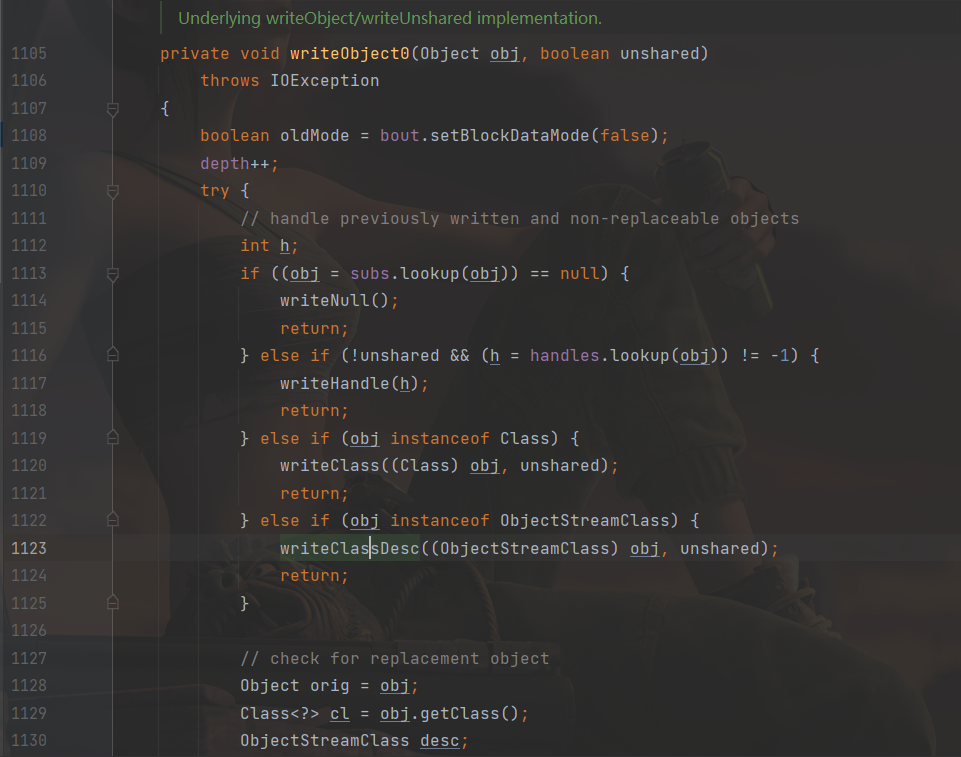 Underlying writeObject/writeUnshared implementation.
1105 private void writeObject0(Object obj, boolean unshared)
1106 throws IOException
1107 {
1108 boolean oldMode = bout.setBlockDataMode(false);
1109 depth++;
1110 try {
1111 // handle previously written and non-replaceable objects
1112 int h;
1113 if ((obj = subs.lookup(obj)) == null) {
1114 writeNull();
1115 return;
1116 } else if (!unshared && (h = handles.lookup(obj)) != -1) {
1117 writeHandle(h);
1118 return;
1119 } else if (obj instanceof Class) {
1120 writeClass((Class) obj, unshared);
1121 return;
1122 } else if (obj instanceof ObjectStreamClass) {
1123 writeClassDesc((ObjectStreamClass) obj, unshared);
1124 return;
1125 }
1126
1127 // check for replacement object
1128 Object orig = obj;
1129 Class<?> cl = obj.getClass();
1130 ObjectStreamClass desc;